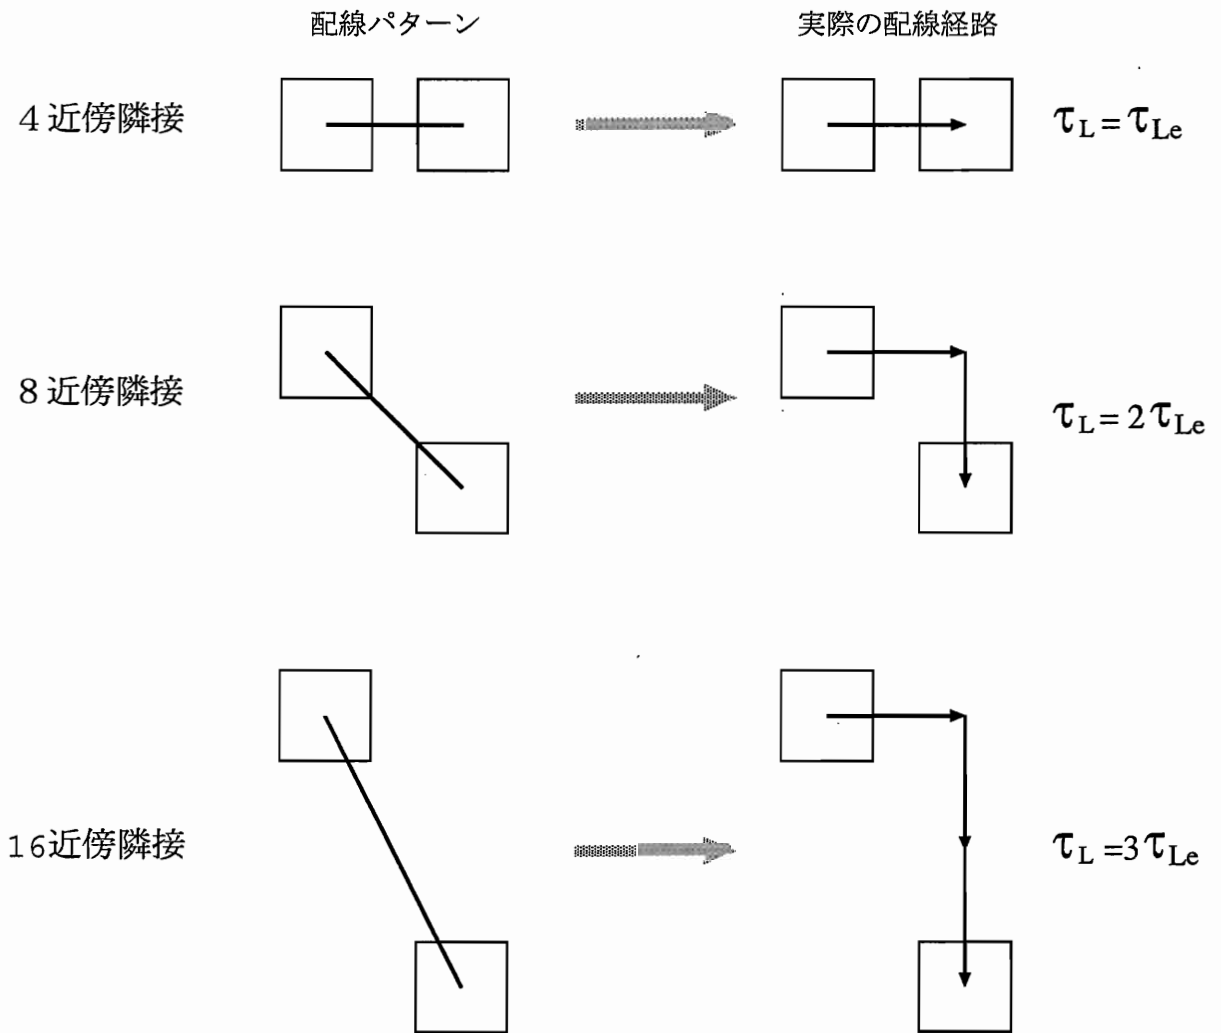 配線パターン
実際の配線経路
4近傍隣接
τL = τLe
8近傍隣接
τL = 2τLe
16近傍隣接
τL =3τLe